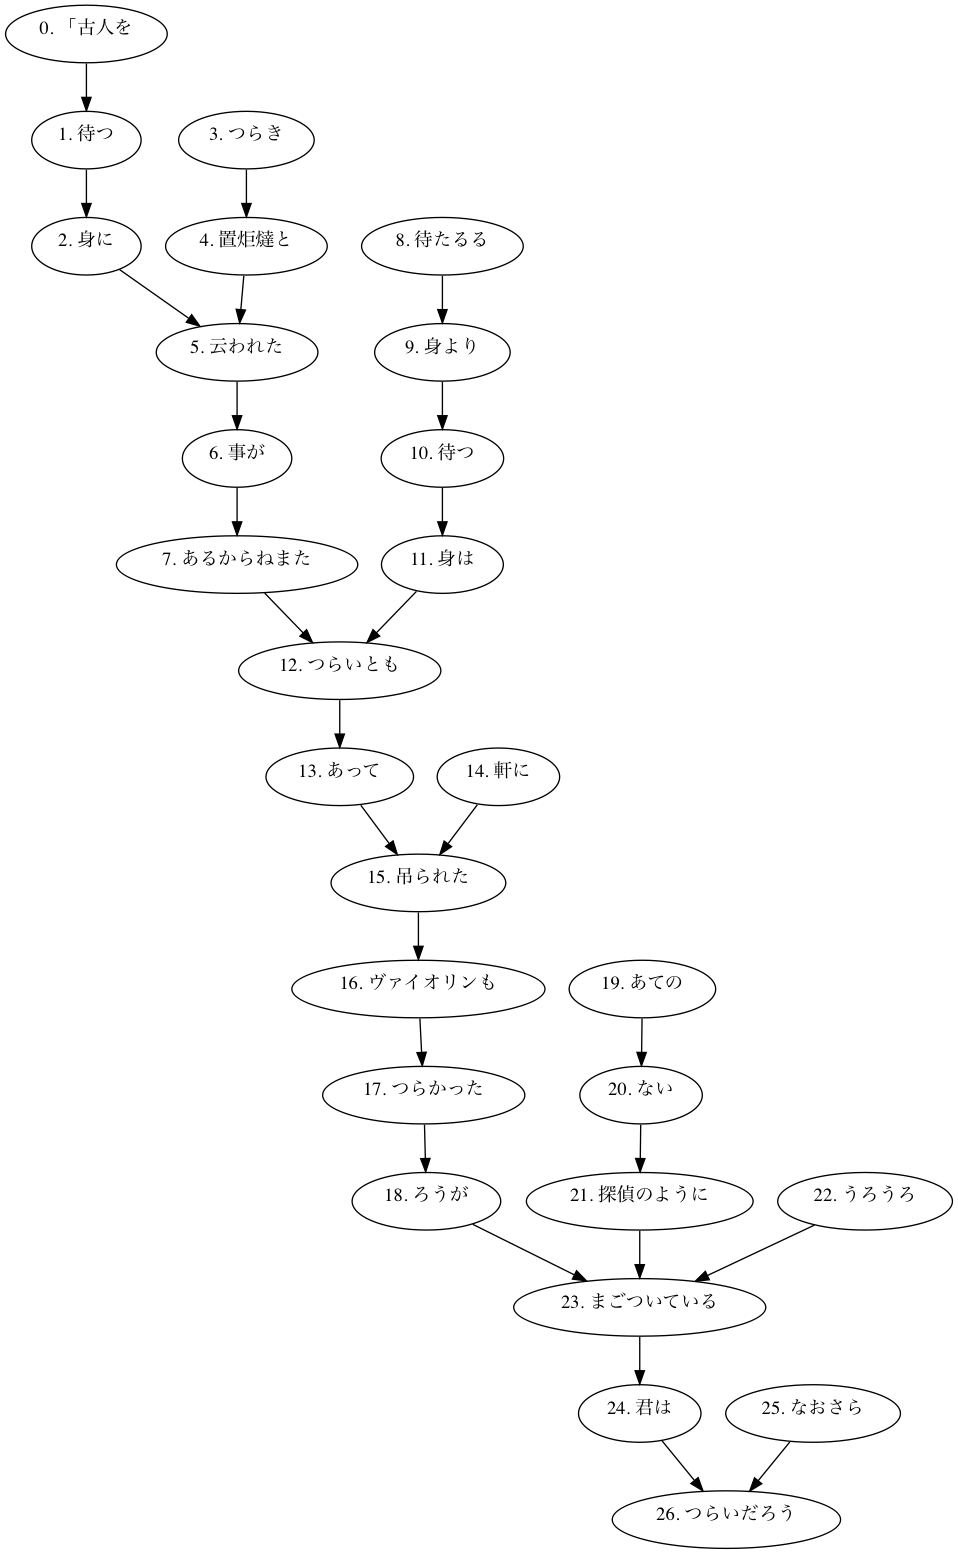 0. 「古人を
1. 待つ
2. 身に
3. つらき
4. 置炬燵と
5. 云われた
6. 事が
7. あるからねまた
8. 待たるる
9. 身より
10. 待つ
11. 身は
12. つらいとも
13. あって
14. 軒に
15. 吊られた
16. ヴァイオリンも
17. つらかった
18. ろうが
19. あての
20. ない
21. 探偵のように
22. うろうろ
23. まごついている
24. 君は
25. なおさら
26. つらいだろう